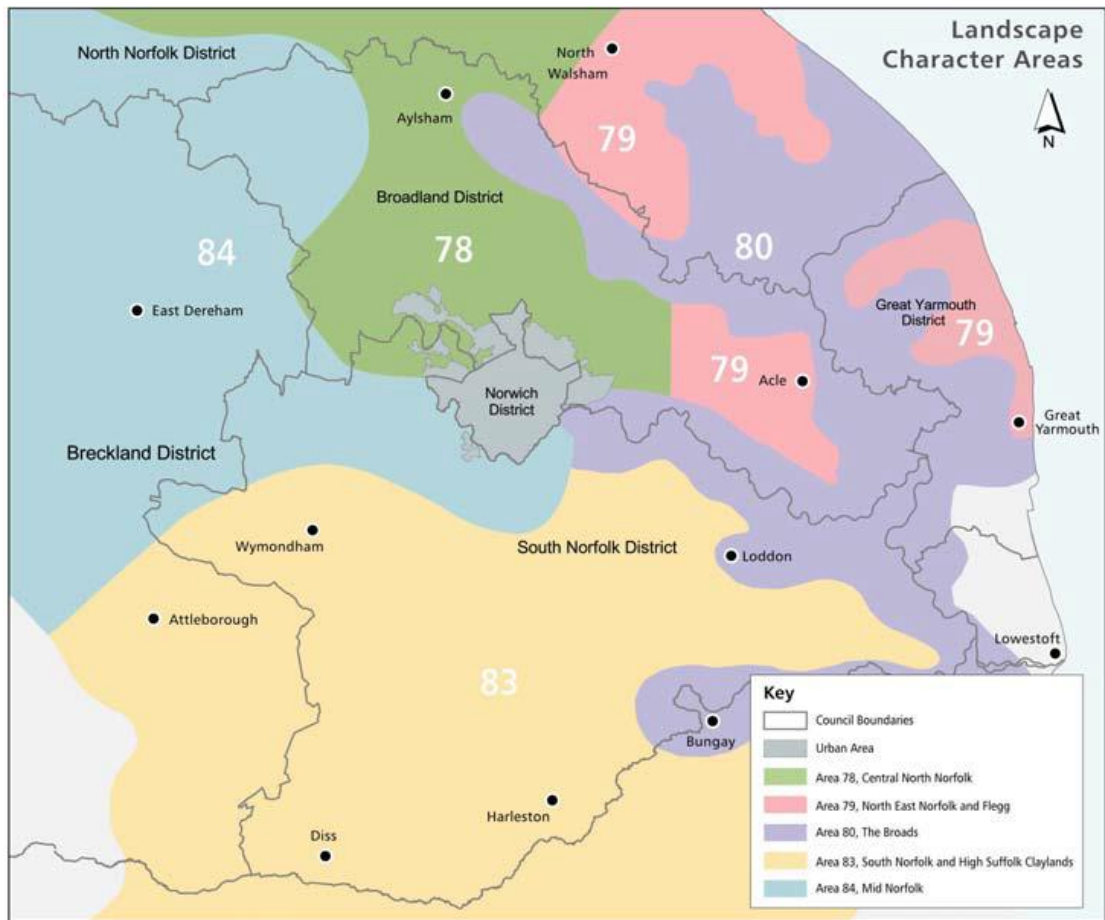 Landscape
Character Areas
N
North Norfolk District
North
Walsham
Aylsham
79
Broadland District
84
78
80
East Dereham
Great Yarmouth
District
79
79
Acle
Norwich
District
Great
Yarmouth
Breckland District
Wymondham
South Norfolk District
Loddon
Attleborough
Lowestoft
83
Bungay
Harleston
Diss
Key
Council Boundaries
Urban Area
Area 78, Central North Norfolk
Area 79, North East Norfolk and Flegg
Area 80, The Broads
Area 83, South Norfolk and High Suffolk Claylands
Area 84, Mid Norfolk